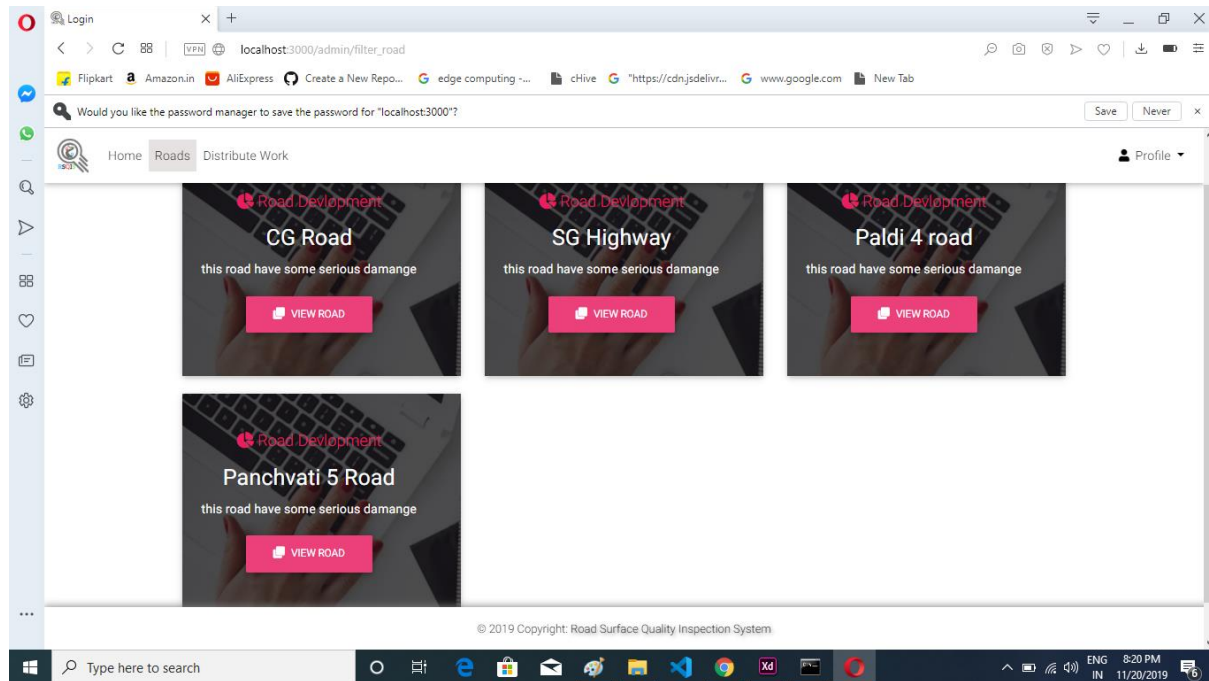 Login
localhost:3000/admin/filter_road
VPN
Flipkart Amazon.in AliExpress Create a New Repo... edge computing -... cHive "https://cdn.jsdelivr... www.google.com New Tab
Would you like the password manager to save the password for "localhost:3000"?
Save Never
Home Roads Distribute Work Profile
Road Devlopment Road Devlopment Road Devlopment
CG Road SG Highway Paldi 4 road
this road have some serious damange this road have some serious damange this road have some serious damange
VIEW ROAD VIEW ROAD VIEW ROAD
Road Devlopment
Panchvati 5 Road
this road have some serious damange
VIEW ROAD
© 2019 Copyright: Road Surface Quality Inspection System
Type here to search
Xd
ENG 8:20 PM
IN 11/20/2019
6